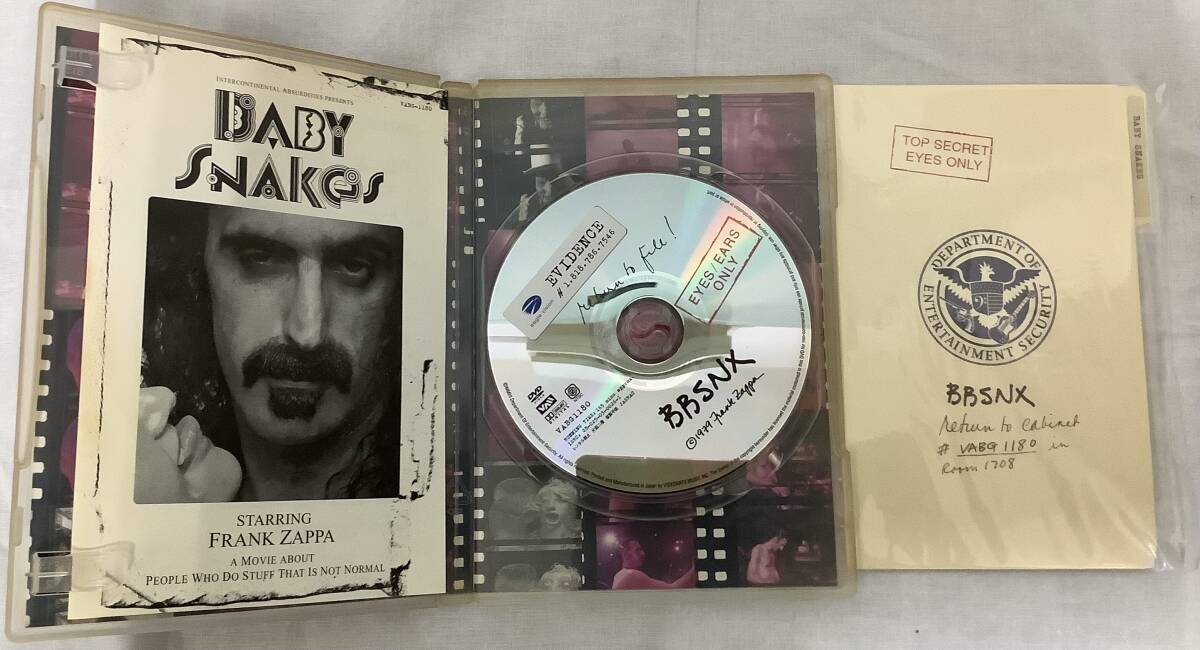 INTERCONTINENTAL ABSURDITIES PRESENTS
VABG-1180
BABY
SNAKES
STARRING
FRANK ZAPPA
A MOVIE ABOUT
PEOPLE WHO DO STUFF THAT IS NOT NORMAL
EVIDENCE
# 1.818.786.7546
return to file!
EYES/EARS
ONLY
BBSNX
©1979 Frank Zappa
DVD
VABG1180
TOP SECRET
EYES ONLY
BABY SNAKES
DEPARTMENT OF
ENTERTAINMENT SECURITY
BBSNX
Return to Cabinet
# VABG 1180 in
Room 1708